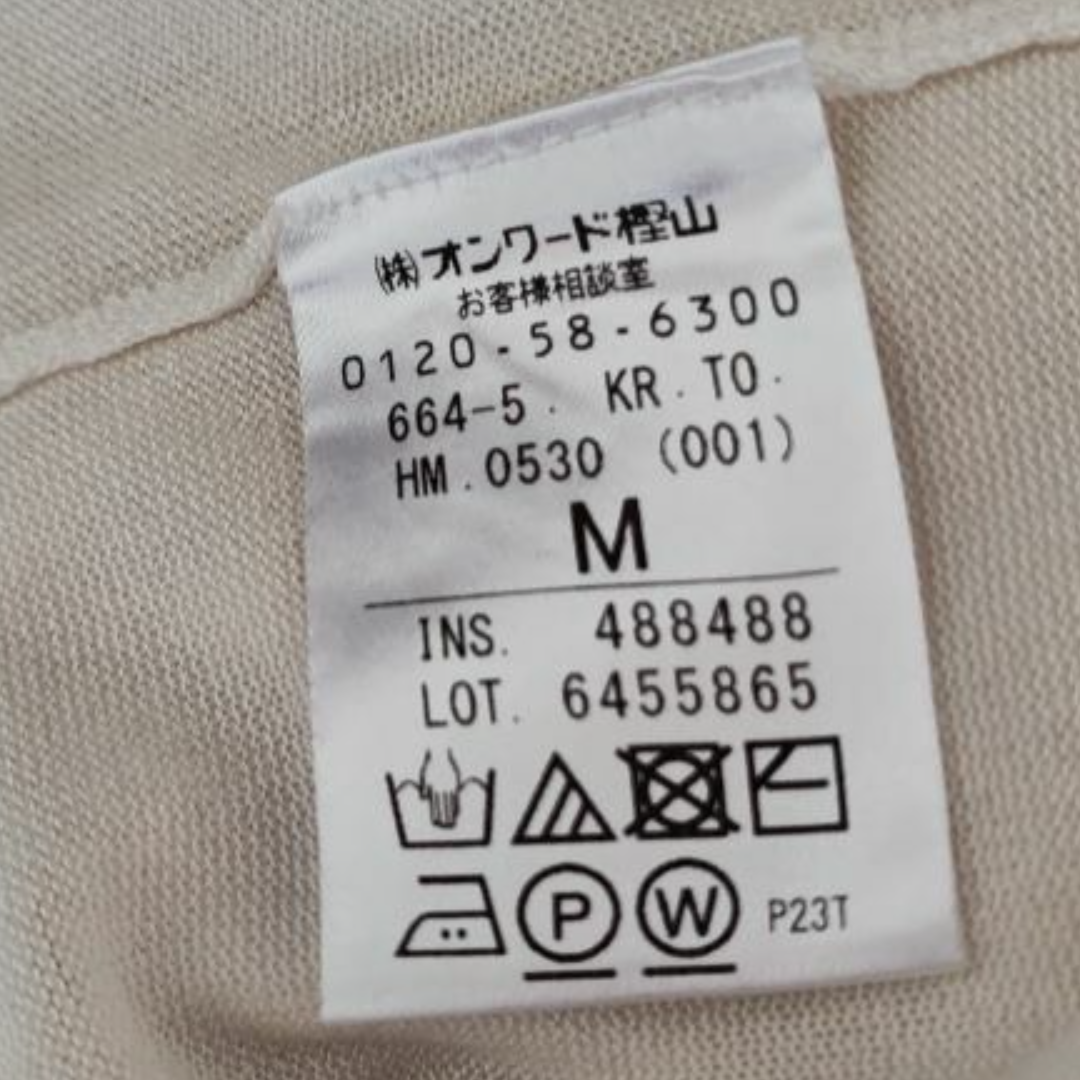 ㈱オンワード樫山
お客様相談室
0120-58-6300
664-5. KR. TO.
HM.0530 (001)
M
INS. 488488
LOT. 6455865
P W P23T